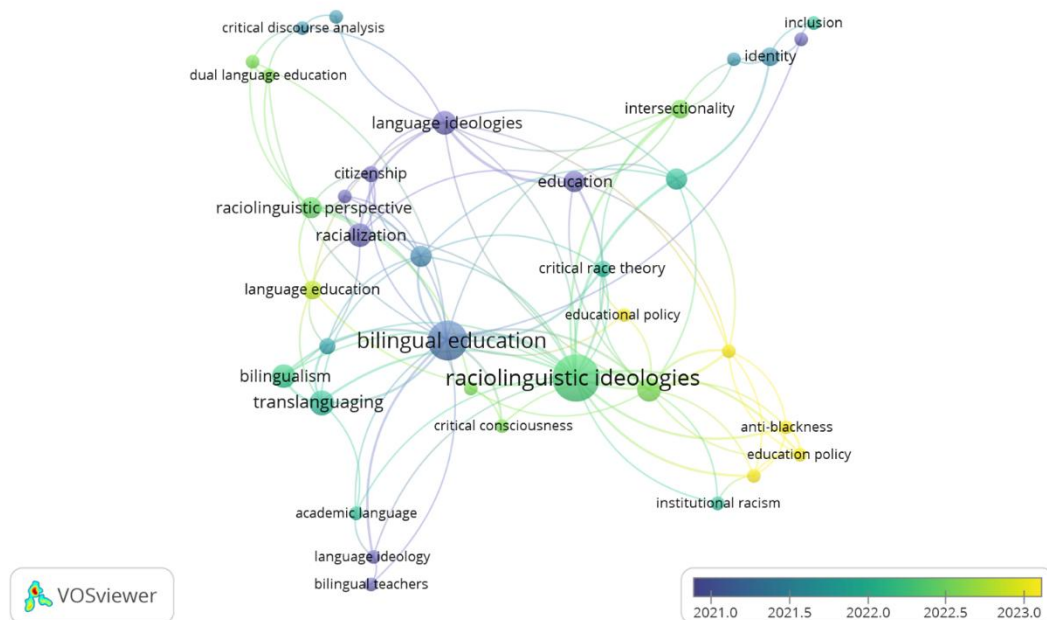 critical discourse analysis
inclusion
identity
dual language education
intersectionality
language ideologies
citizenship
education
raciolinguistic perspective
racialization
critical race theory
language education
educational policy
bilingual education
bilingualism
raciolinguistic ideologies
translanguaging
critical consciousness
anti-blackness
education policy
institutional racism
academic language
language ideology
bilingual teachers
VOSviewer
2021.0 2021.5 2022.0 2022.5 2023.0